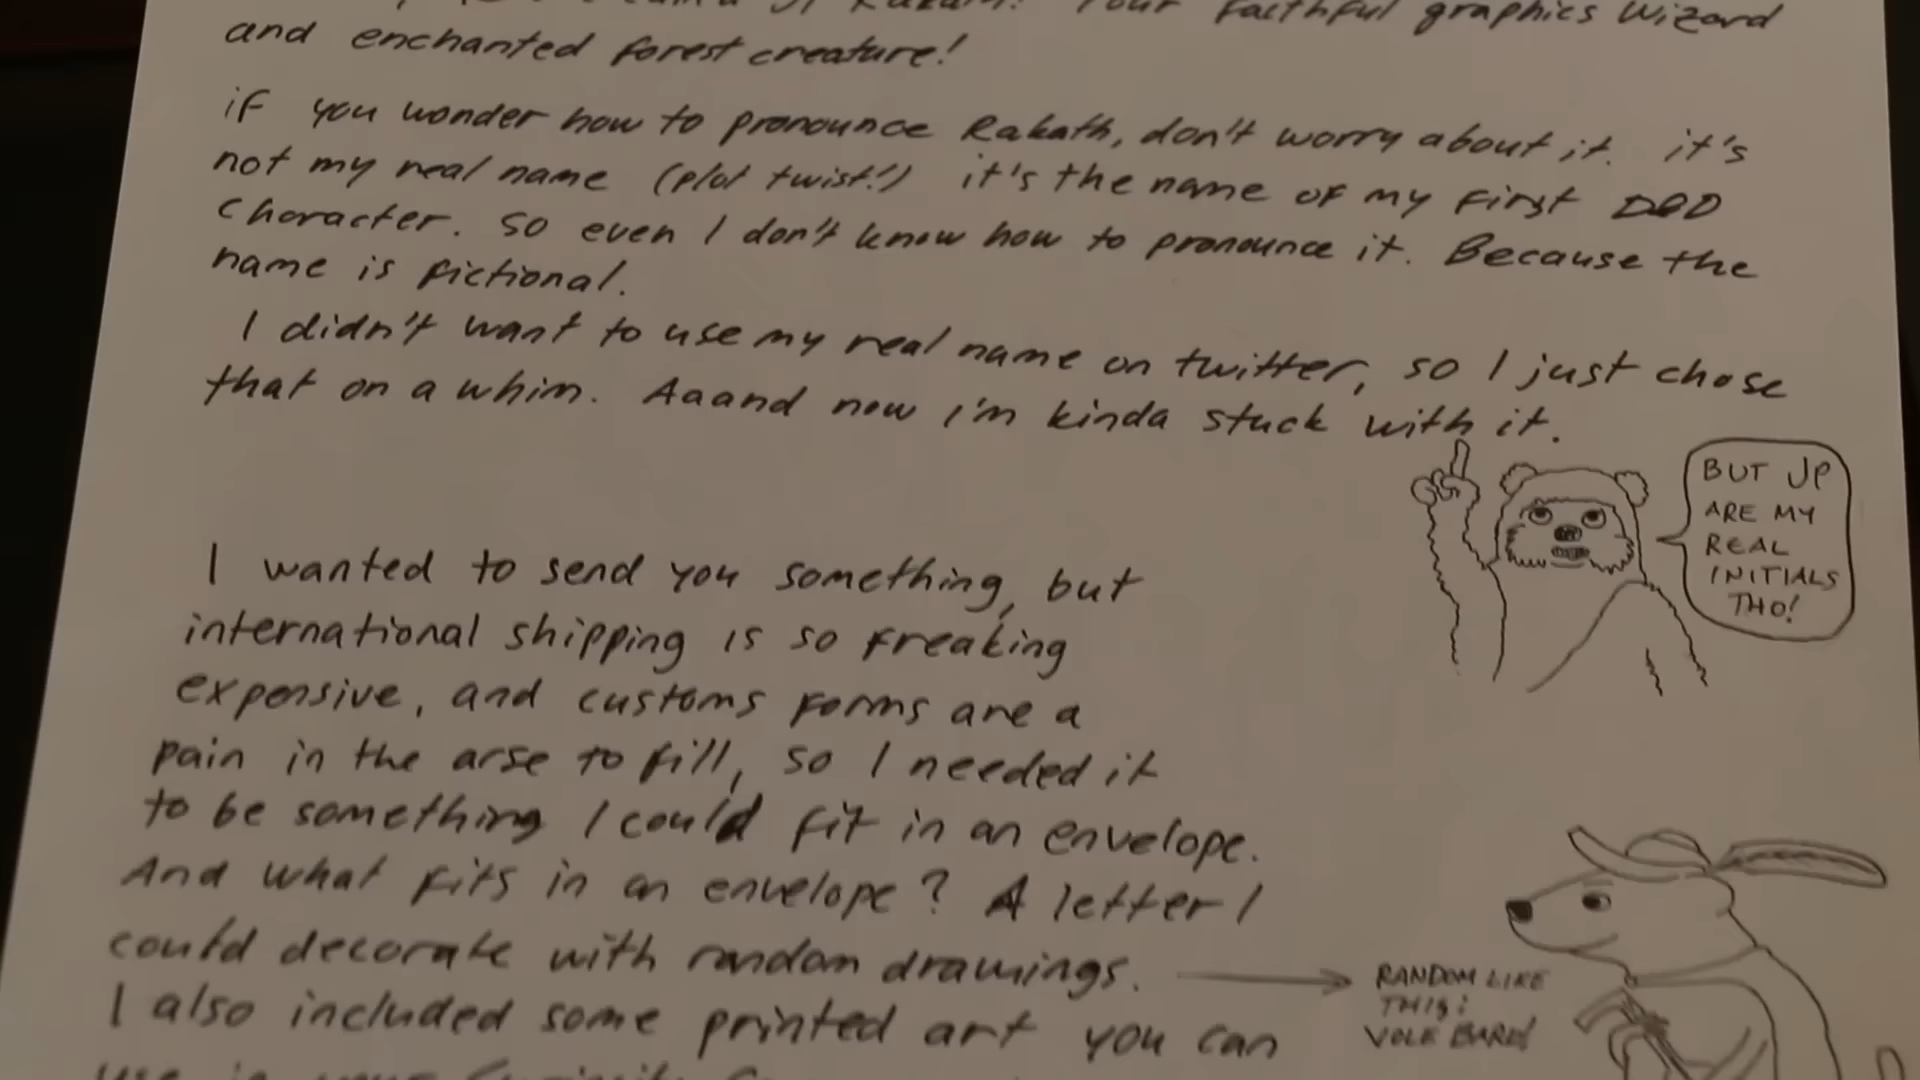 Your faithful graphics Wizard
and enchanted forest creature!
if you wonder how to pronounce Rakath, don't worry about it. it's
not my real name (plot twist!) it's the name of my first D&D
character. so even I don't know how to pronounce it. Because the
name is fictional.
I didn't want to use my real name on twitter, so I just chose
that on a whim. Aaand now i'm kinda stuck with it.
BUT JP
ARE MY
REAL
INITIALS
THO!
I wanted to send you something, but
international shipping is so freaking
expensive, and customs forms are a
pain in the arse to fill, so I needed it
to be something I could fit in an envelope.
And what fits in an envelope? A letter I
could decorate with random drawings.
RANDOM LIKE
THIS:
VOLE BARD!
I also included some printed art you can